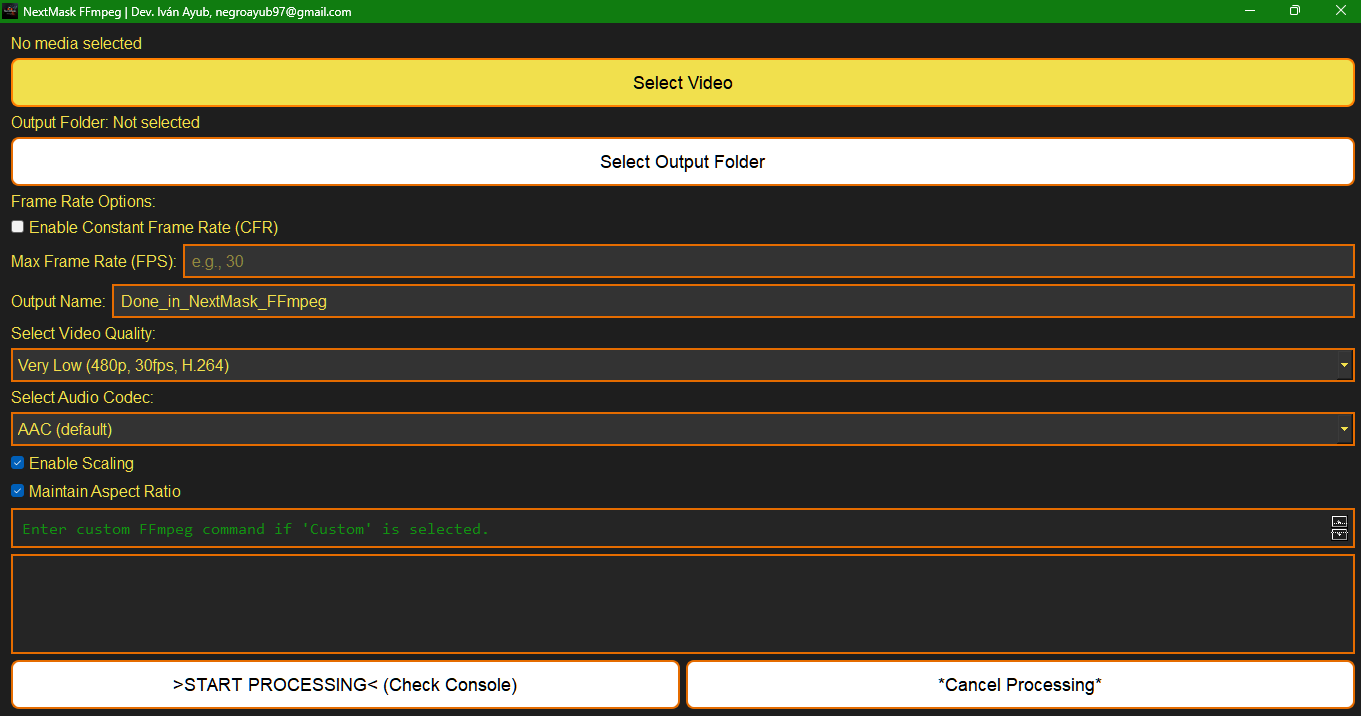 NextMask FFmpeg | Dev. Iván Ayub, negroayub97@gmail.com
No media selected
Select Video
Output Folder: Not selected
Select Output Folder
Frame Rate Options:
Enable Constant Frame Rate (CFR)
Max Frame Rate (FPS): e.g., 30
Output Name: Done_in_NextMask_FFmpeg
Select Video Quality:
Very Low (480p, 30fps, H.264)
Select Audio Codec:
AAC (default)
Enable Scaling
Maintain Aspect Ratio
Enter custom FFmpeg command if 'Custom' is selected.
>START PROCESSING< (Check Console) *Cancel Processing*